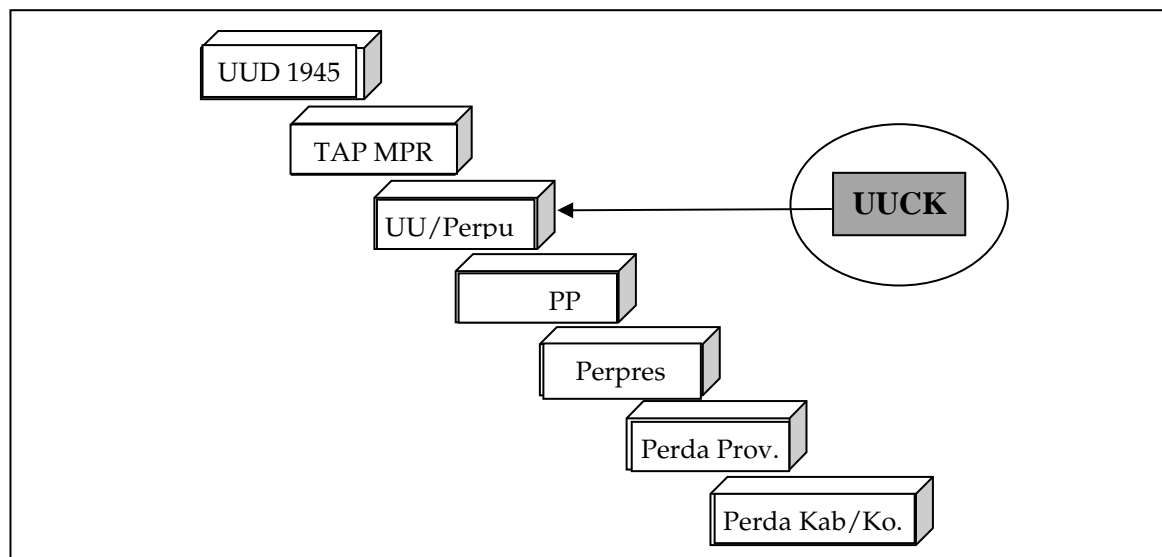 UUD 1945
TAP MPR
UUCK
UU/Perpu
PP
Perpres
Perda Prov.
Perda Kab/Ko.